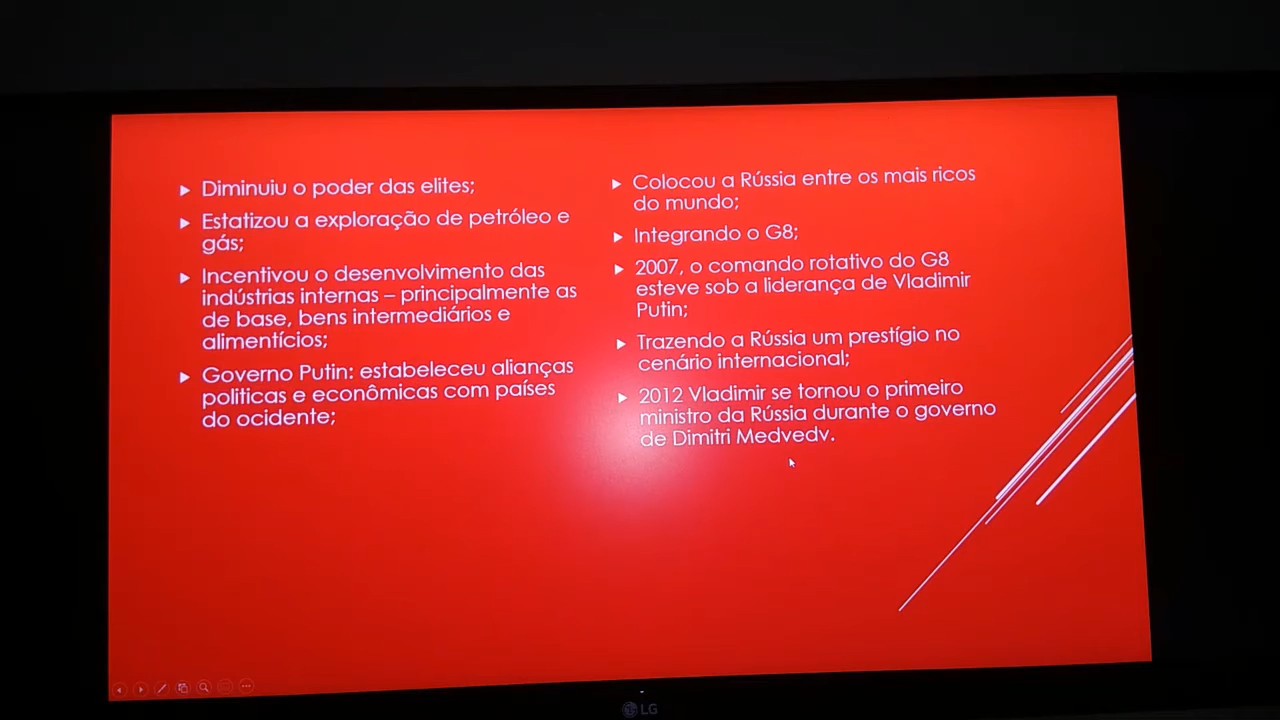 Diminuiu o poder das elites;
Estatizou a exploração de petróleo e
gás;
Incentivou o desenvolvimento das
indústrias internas – principalmente as
de base, bens intermediários e
alimentícios;
Governo Putin: estabeleceu alianças
politicas e econômicas com países
do ocidente;
Colocou a Rússia entre os mais ricos
do mundo;
Integrando o G8;
2007, o comando rotativo do G8
esteve sob a liderança de Vladimir
Putin;
Trazendo a Rússia um prestígio no
cenário internacional;
2012 Vladimir se tornou o primeiro
ministro da Rússia durante o governo
de Dimitri Medvedv.
LG